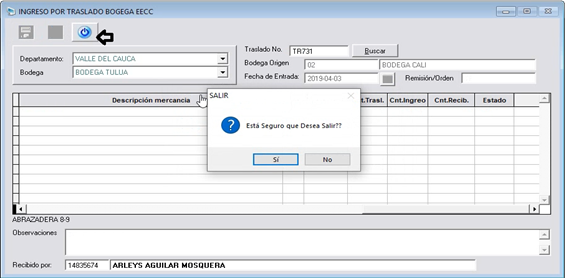 INGRESO POR TRASLADO BOGEGA EECC
Departamento: VALLE DEL CAUCA
Bodega BODEGA TULUA
Traslado No. TR731 Buscar
Bodega Origen 02 BODEGA CALI
Fecha de Entrada: 2019-04-03 Remisión/Orden
Descripción mercancia t.Trasl. Cnt.Ingreo Cnt.Recib. Estado
SALIR
Está Seguro que Desea Salir??
Sí No
ABRAZADERA 8-9
Observaciones
Recibido por: 14835674 ARLEYS AGUILAR MOSQUERA